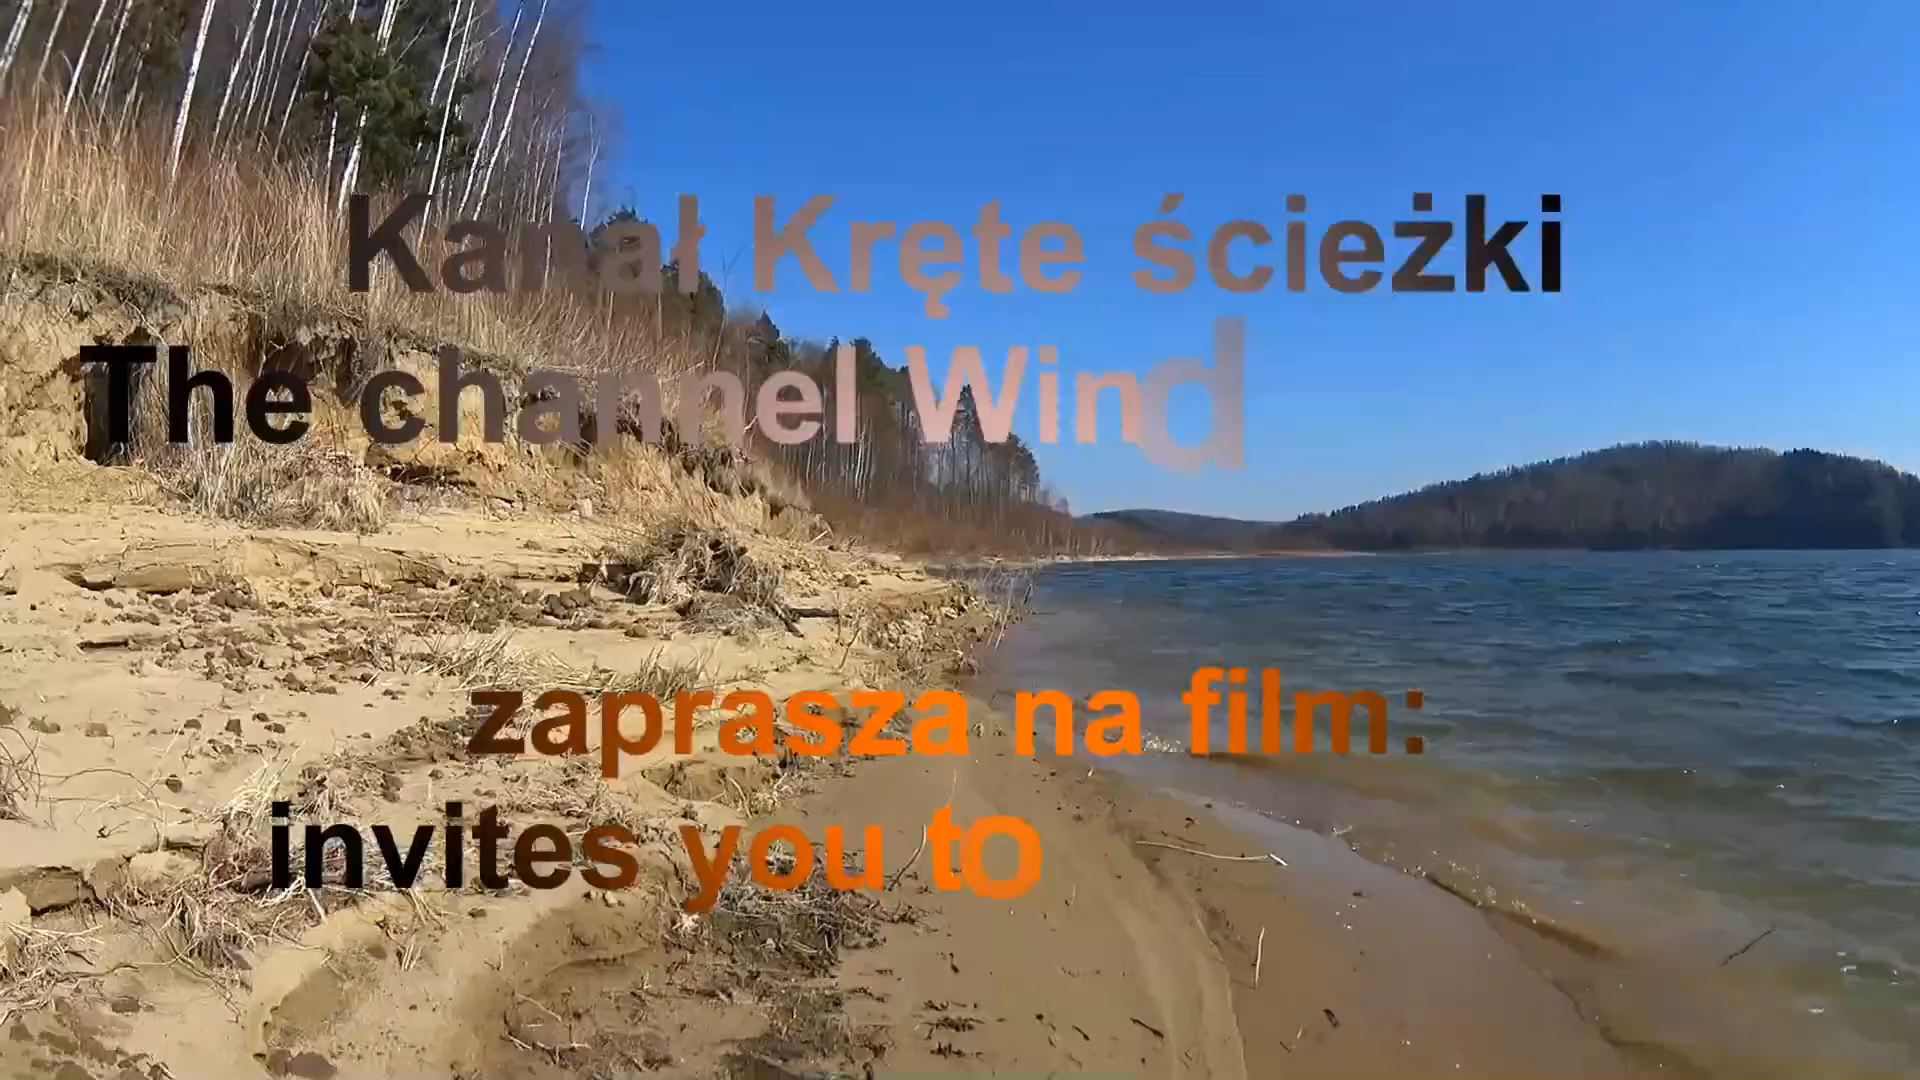 Kanał Kręte ścieżki
The channel Wind
zaprasza na film:
invites you to